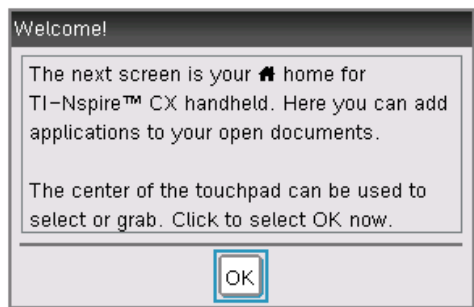 Welcome!
The next screen is your home for
TI-Nspire™ CX handheld. Here you can add
applications to your open documents.
The center of the touchpad can be used to
select or grab. Click to select OK now.
OK